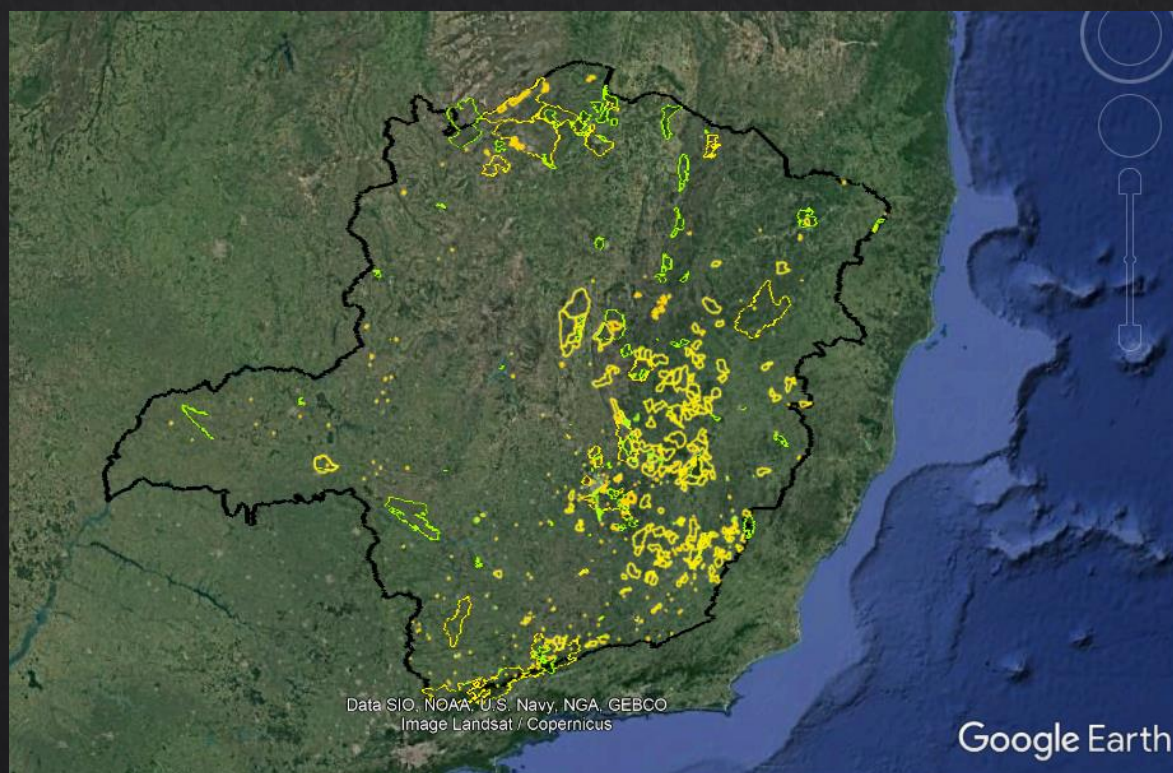 Data SIO, NOAA, U.S. Navy, NGA, GEBCO
Image Landsat / Copernicus
Google Earth